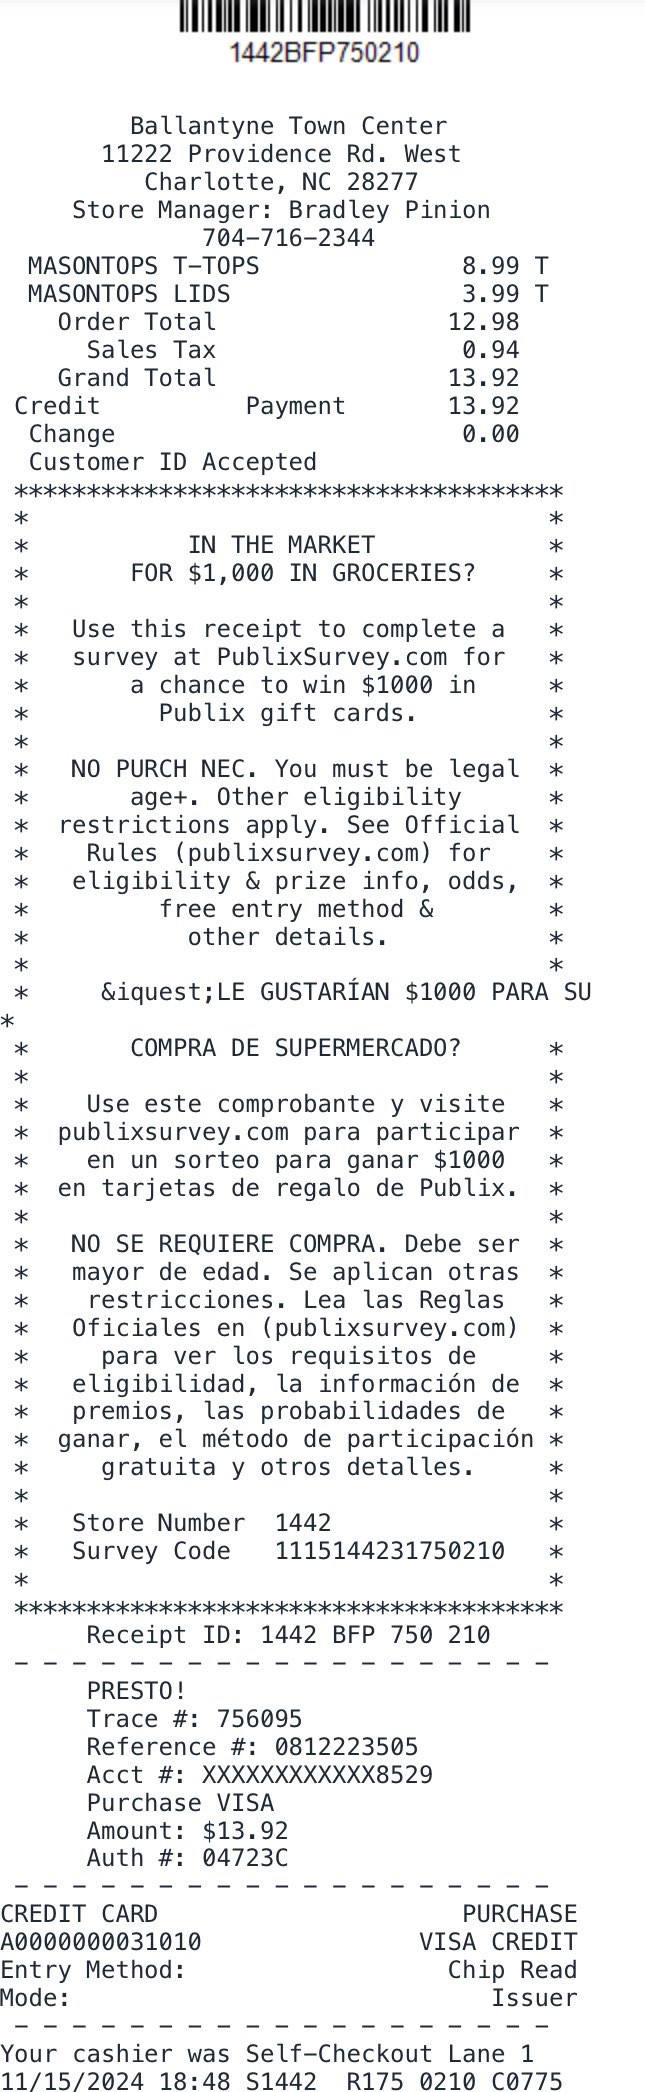 1442BFP750210
Ballantyne Town Center
11222 Providence Rd. West
Charlotte, NC 28277
Store Manager: Bradley Pinion
704-716-2344
MASONTOPS T-TOPS 8.99 T
MASONTOPS LIDS 3.99 T
Order Total 12.98
Sales Tax 0.94
Grand Total 13.92
Credit Payment 13.92
Change 0.00
Customer ID Accepted
**************************************
* *
* IN THE MARKET *
* FOR $1,000 IN GROCERIES? *
* *
* Use this receipt to complete a *
* survey at PublixSurvey.com for *
* a chance to win $1000 in *
* Publix gift cards. *
* *
* NO PURCH NEC. You must be legal *
* age+. Other eligibility *
* restrictions apply. See Official *
* Rules (publixsurvey.com) for *
* eligibility & prize info, odds, *
* free entry method & *
* other details. *
* *
* &iquest;LE GUSTARÍAN $1000 PARA SU
*
* COMPRA DE SUPERMERCADO? *
* *
* Use este comprobante y visite *
* publixsurvey.com para participar *
* en un sorteo para ganar $1000 *
* en tarjetas de regalo de Publix. *
* *
* NO SE REQUIERE COMPRA. Debe ser *
* mayor de edad. Se aplican otras *
* restricciones. Lea las Reglas *
* Oficiales en (publixsurvey.com) *
* para ver los requisitos de *
* eligibilidad, la información de *
* premios, las probabilidades de *
* ganar, el método de participación *
* gratuita y otros detalles. *
* *
* Store Number 1442 *
* Survey Code 1115144231750210 *
* *
**************************************
Receipt ID: 1442 BFP 750 210
- - - - - - - - - - - - - - - - - - -
PRESTO!
Trace #: 756095
Reference #: 0812223505
Acct #: XXXXXXXXXXXX8529
Purchase VISA
Amount: $13.92
Auth #: 04723C
- - - - - - - - - - - - - - - - - - -
CREDIT CARD PURCHASE
A0000000031010 VISA CREDIT
Entry Method: Chip Read
Mode: Issuer
- - - - - - - - - - - - - - - - - - -
Your cashier was Self-Checkout Lane 1
11/15/2024 18:48 S1442 R175 0210 C0775